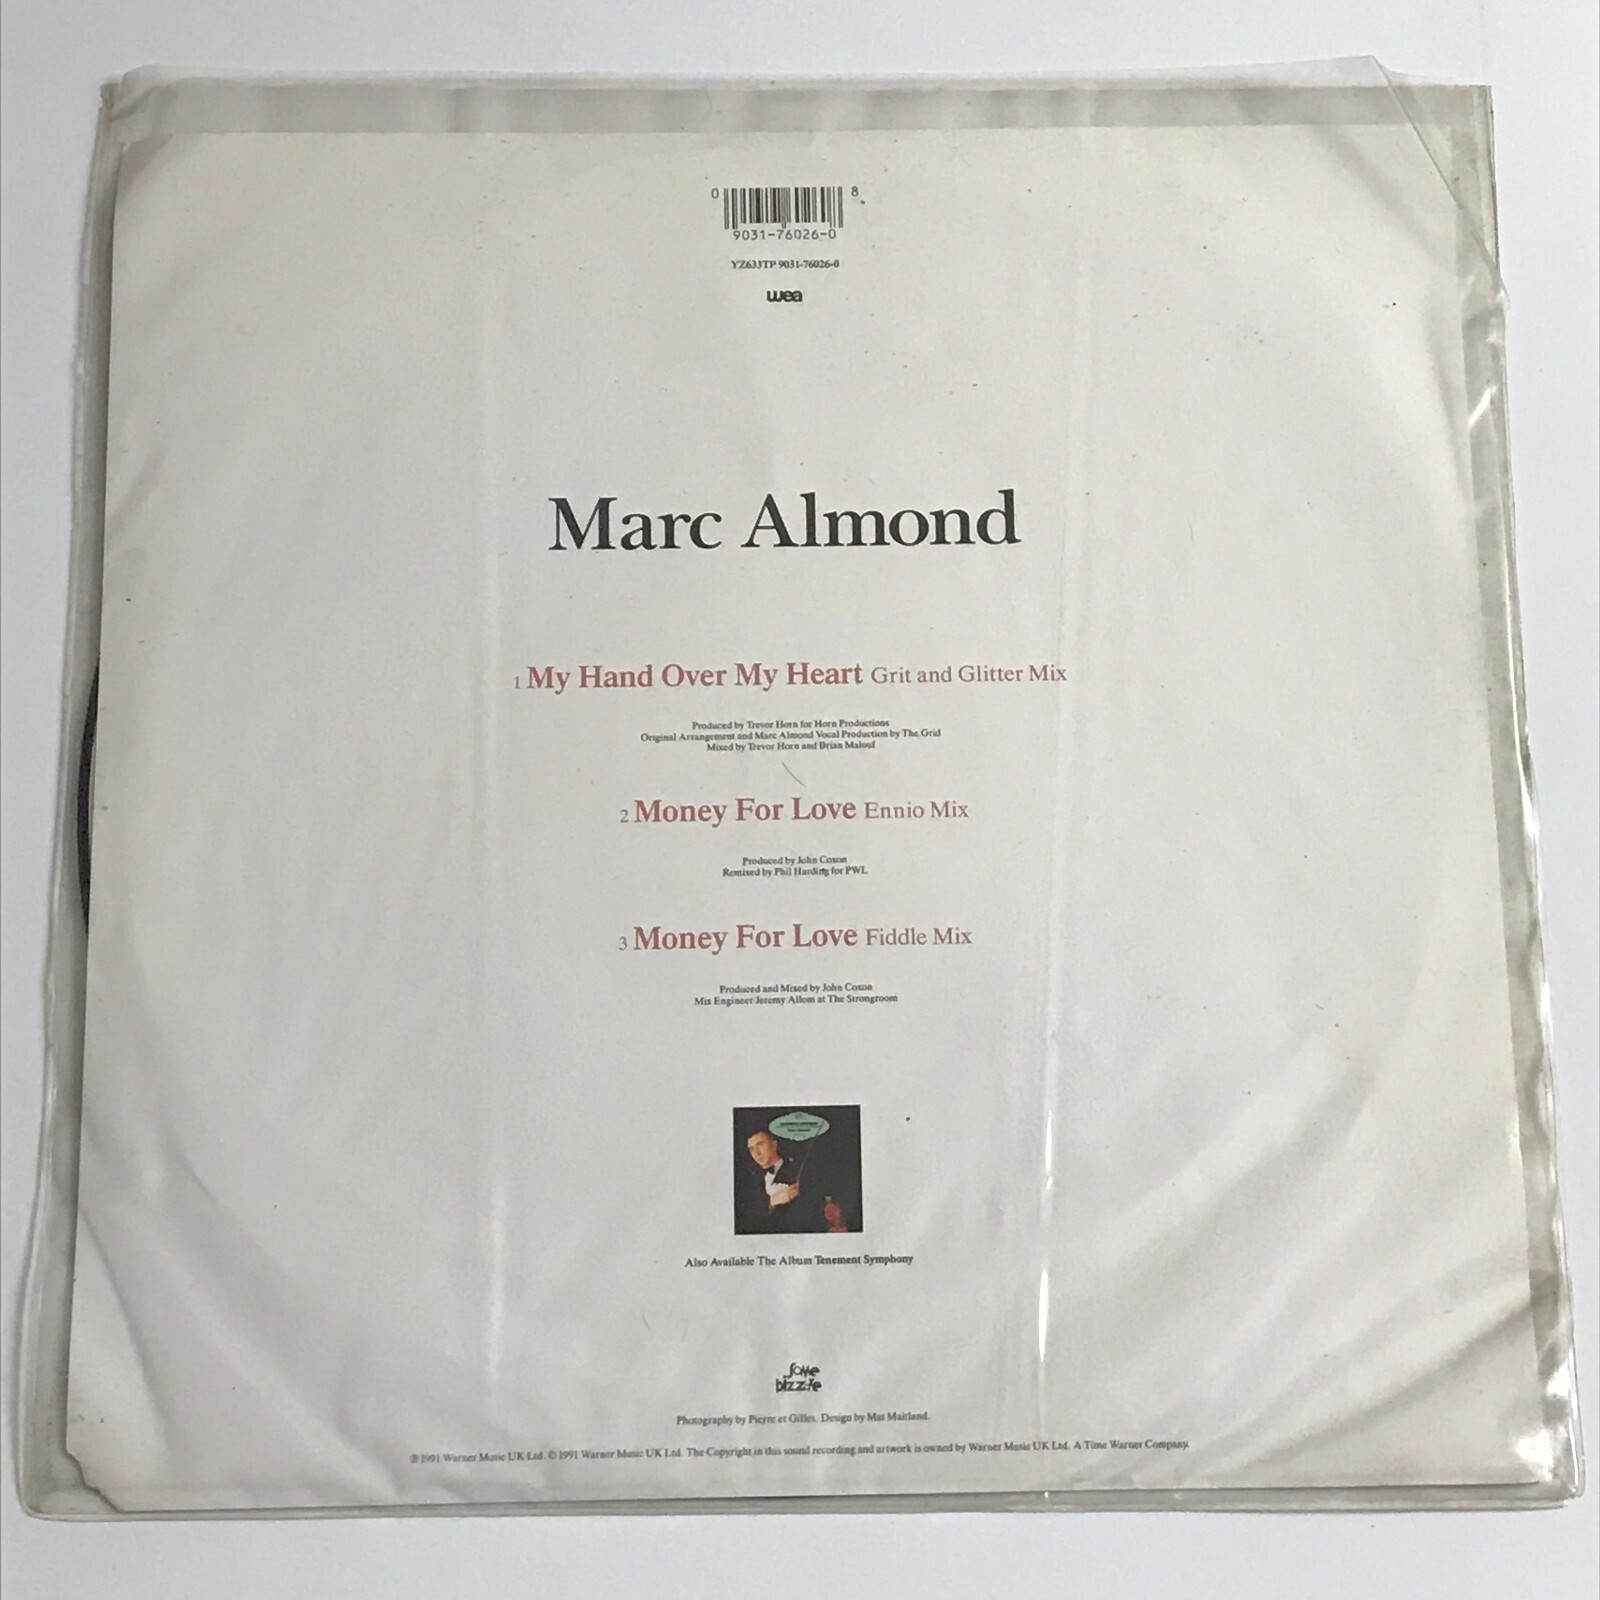 0 8
9031-76026-0
YZ633TP 9031-76026-0
wea
Marc Almond
1 My Hand Over My Heart Grit and Glitter Mix
Produced by Trevor Horn for Horn Productions
Original Arrangement and Marc Almond Vocal Production by The Grid
Mixed by Trevor Horn and Brian Malouf
2 Money For Love Ennio Mix
Produced by John Coxon
Remixed by Phil Harding for PWL
3 Money For Love Fiddle Mix
Produced and Mixed by John Coxon
Mix Engineer Jeremy Allom at The Strongroom
Also Available The Album Tenement Symphony
Some
bizzare
Photography by Pierre et Gilles. Design by Mat Maitland.
℗ 1991 Warner Music UK Ltd. © 1991 Warner Music UK Ltd. The Copyright in this sound recording and artwork is owned by Warner Music UK Ltd. A Time Warner Company.